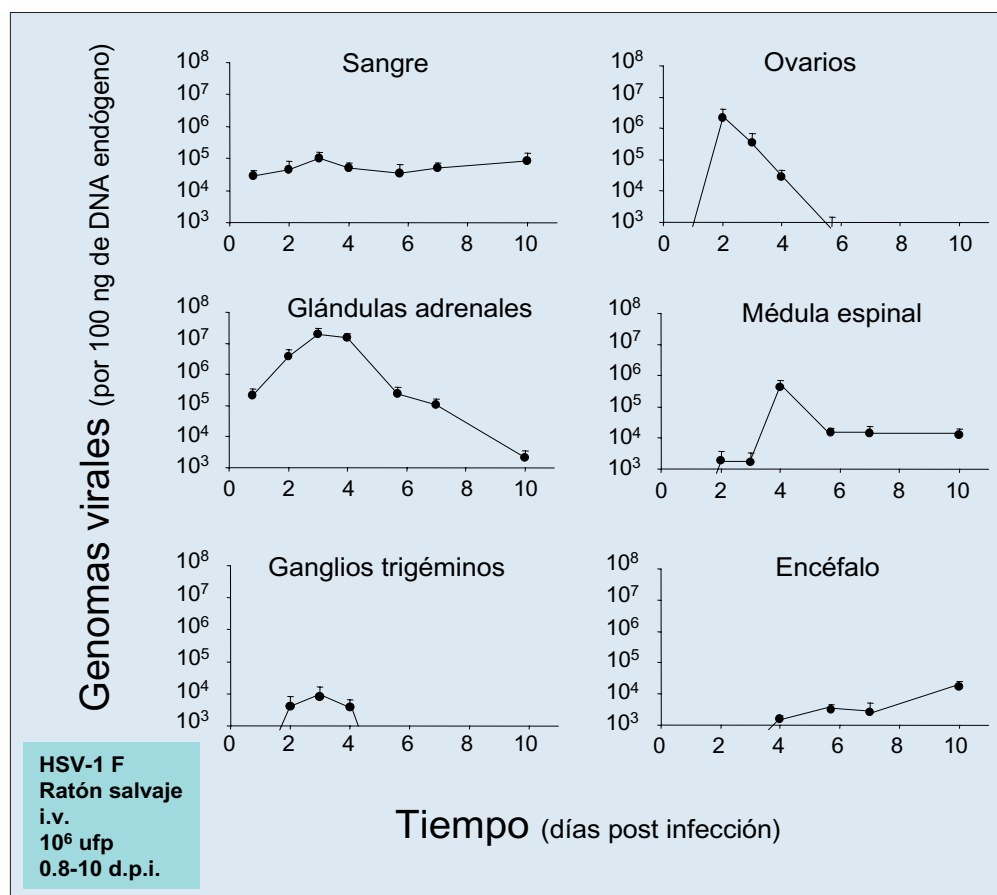 Genomas virales (por 100 ng de DNA endógeno)
Sangre
10⁸
10⁷
10⁶
10⁵
10⁴
10³
0 2 4 6 8 10
Ovarios
10⁸
10⁷
10⁶
10⁵
10⁴
10³
0 2 4 6 8 10
Glándulas adrenales
10⁸
10⁷
10⁶
10⁵
10⁴
10³
0 2 4 6 8 10
Médula espinal
10⁸
10⁷
10⁶
10⁵
10⁴
10³
0 2 4 6 8 10
Ganglios trigéminos
10⁸
10⁷
10⁶
10⁵
10⁴
10³
0 2 4 6 8 10
Encéfalo
10⁸
10⁷
10⁶
10⁵
10⁴
10³
0 2 4 6 8 10
HSV-1 F
Ratón salvaje
i.v.
10⁶ ufp
0.8-10 d.p.i.
Tiempo (días post infección)